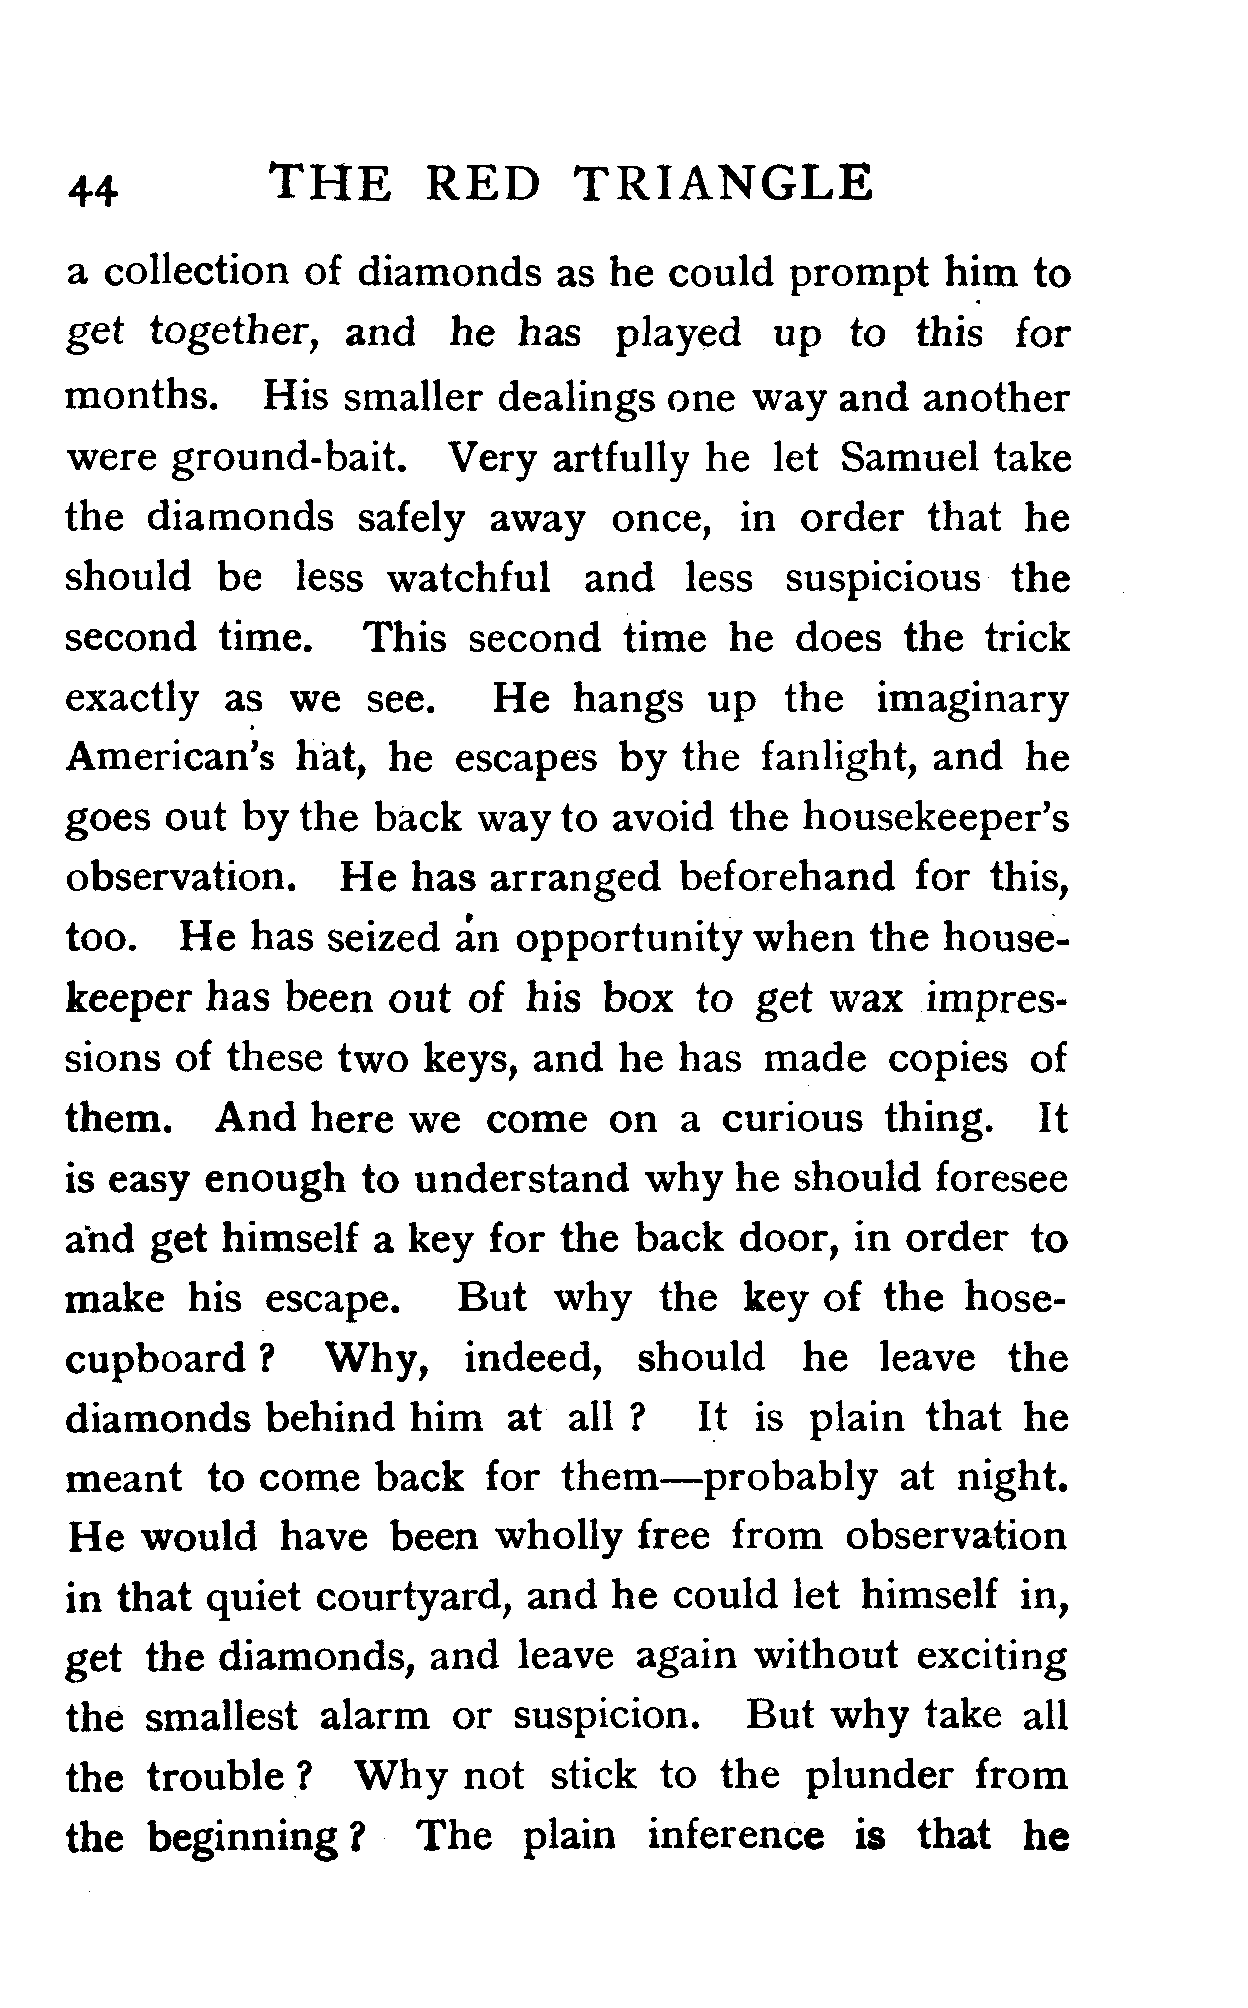 44 THE RED TRIANGLE
a collection of diamonds as he could prompt him to
get together, and he has played up to this for
months. His smaller dealings one way and another
were ground-bait. Very artfully he let Samuel take
the diamonds safely away once, in order that he
should be less watchful and less suspicious the
second time. This second time he does the trick
exactly as we see. He hangs up the imaginary
American's hat, he escapes by the fanlight, and he
goes out by the back way to avoid the housekeeper's
observation. He has arranged beforehand for this,
too. He has seized an opportunity when the house-
keeper has been out of his box to get wax impres-
sions of these two keys, and he has made copies of
them. And here we come on a curious thing. It
is easy enough to understand why he should foresee
and get himself a key for the back door, in order to
make his escape. But why the key of the hose-
cupboard ? Why, indeed, should he leave the
diamonds behind him at all ? It is plain that he
meant to come back for them—probably at night.
He would have been wholly free from observation
in that quiet courtyard, and he could let himself in,
get the diamonds, and leave again without exciting
the smallest alarm or suspicion. But why take all
the trouble ? Why not stick to the plunder from
the beginning ? The plain inference is that he